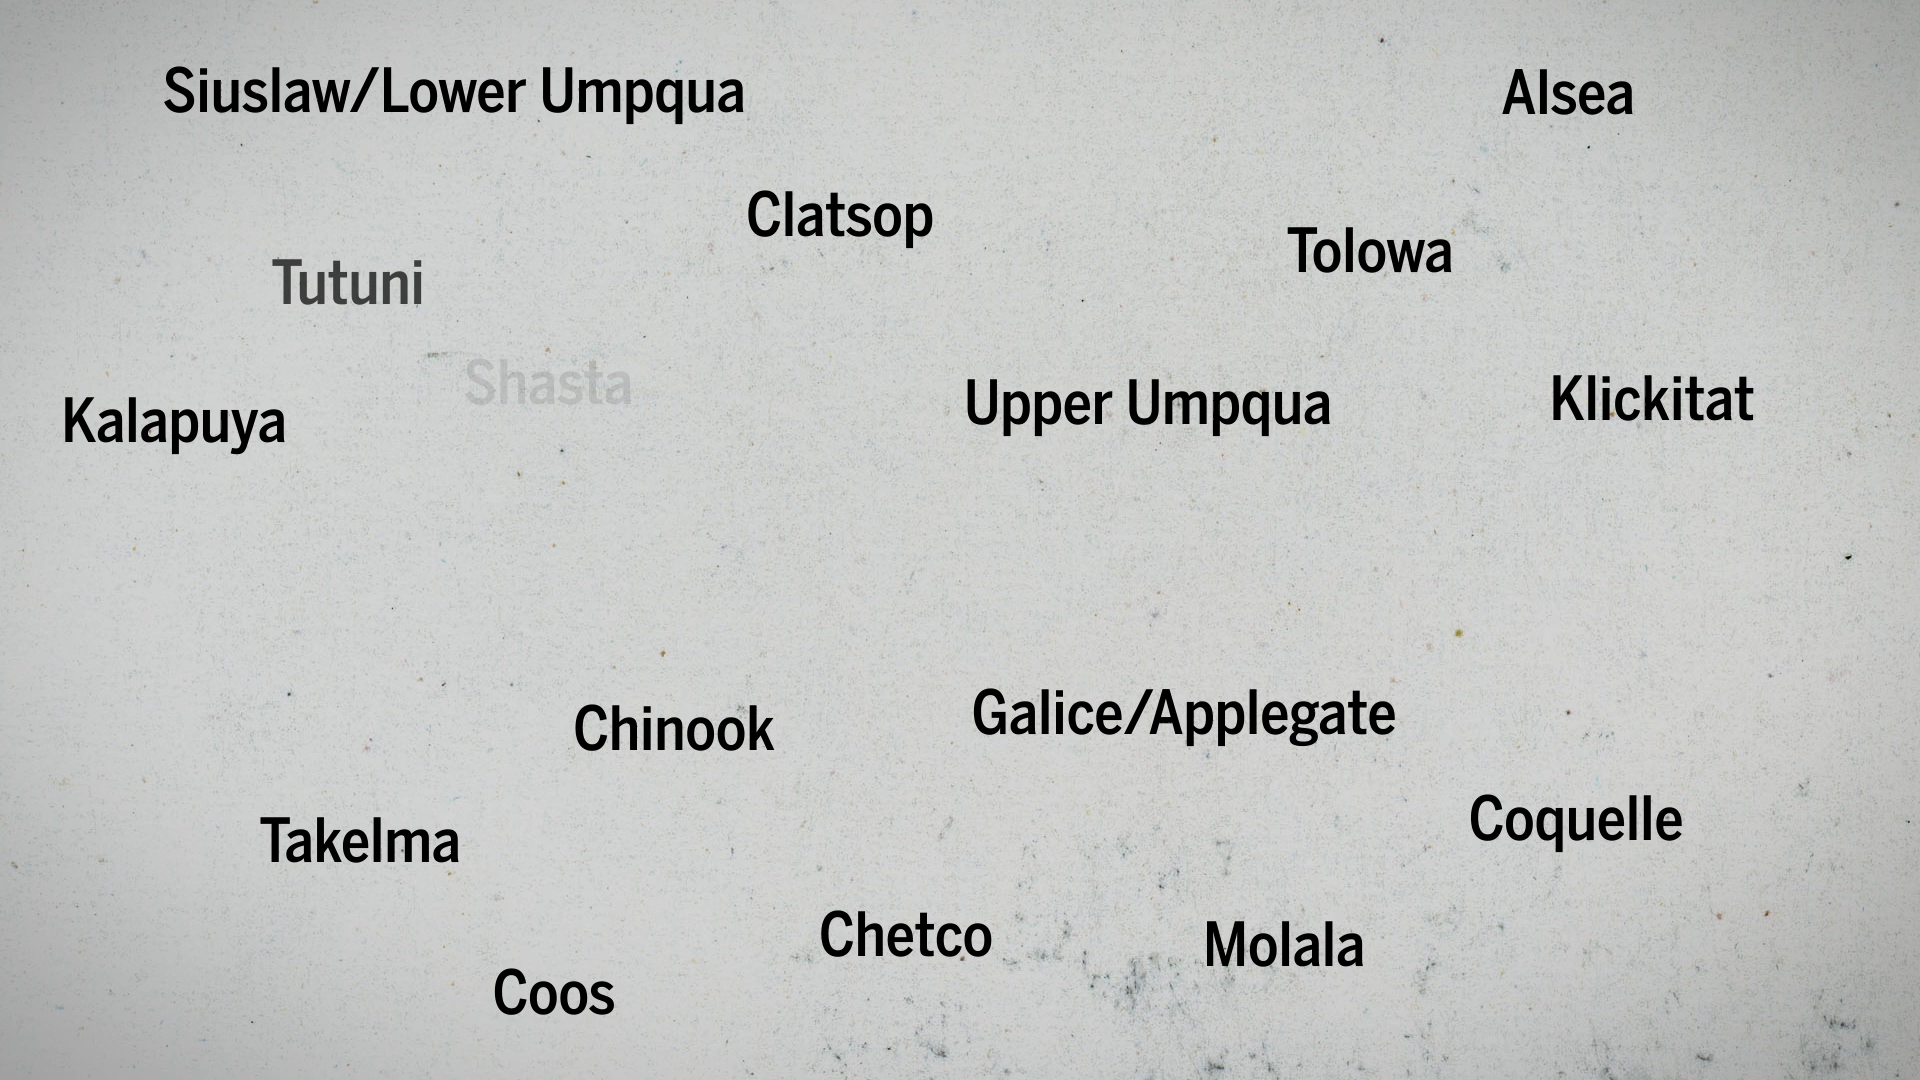 Siuslaw/Lower Umpqua
Alsea
Clatsop
Tolowa
Tutuni
Shasta
Kalapuya
Upper Umpqua
Klickitat
Chinook
Galice/Applegate
Takelma
Coquelle
Chetco
Molala
Coos